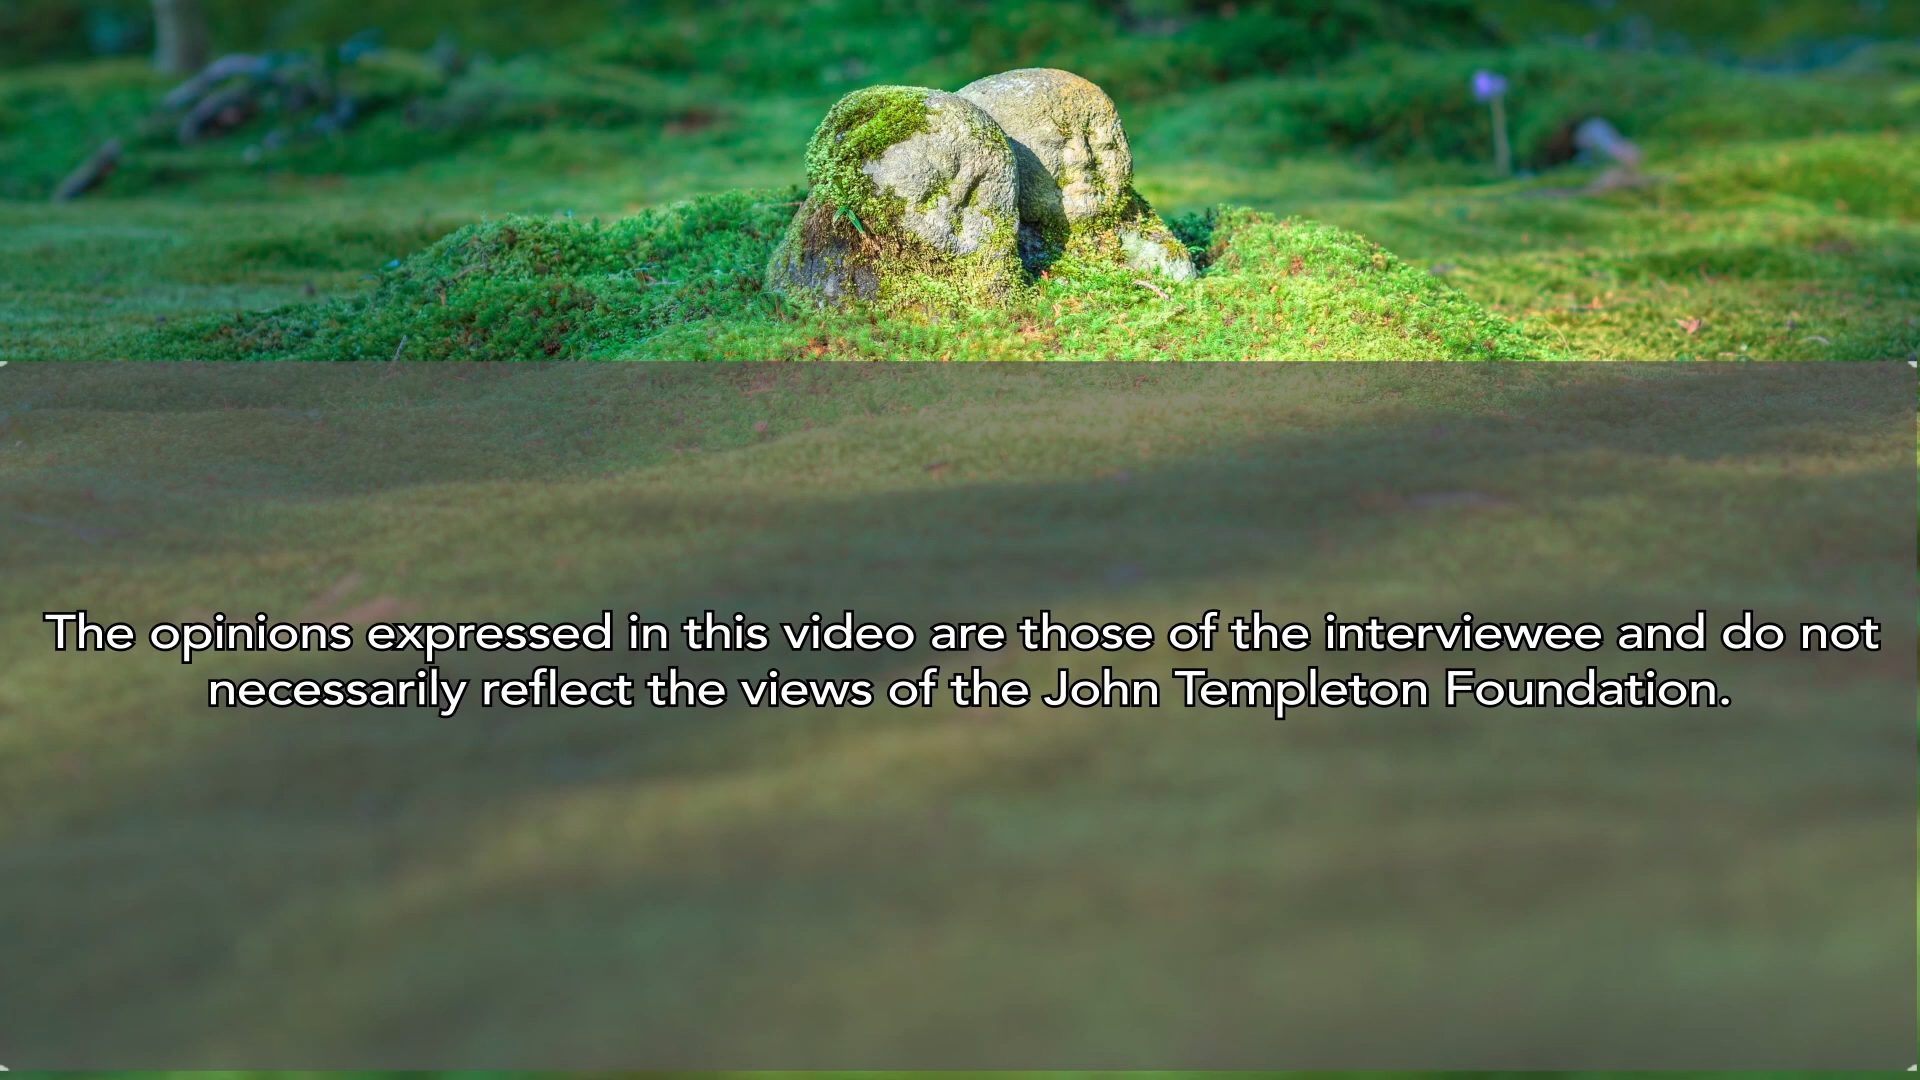 The opinions expressed in this video are those of the interviewee and do not
necessarily reflect the views of the John Templeton Foundation.